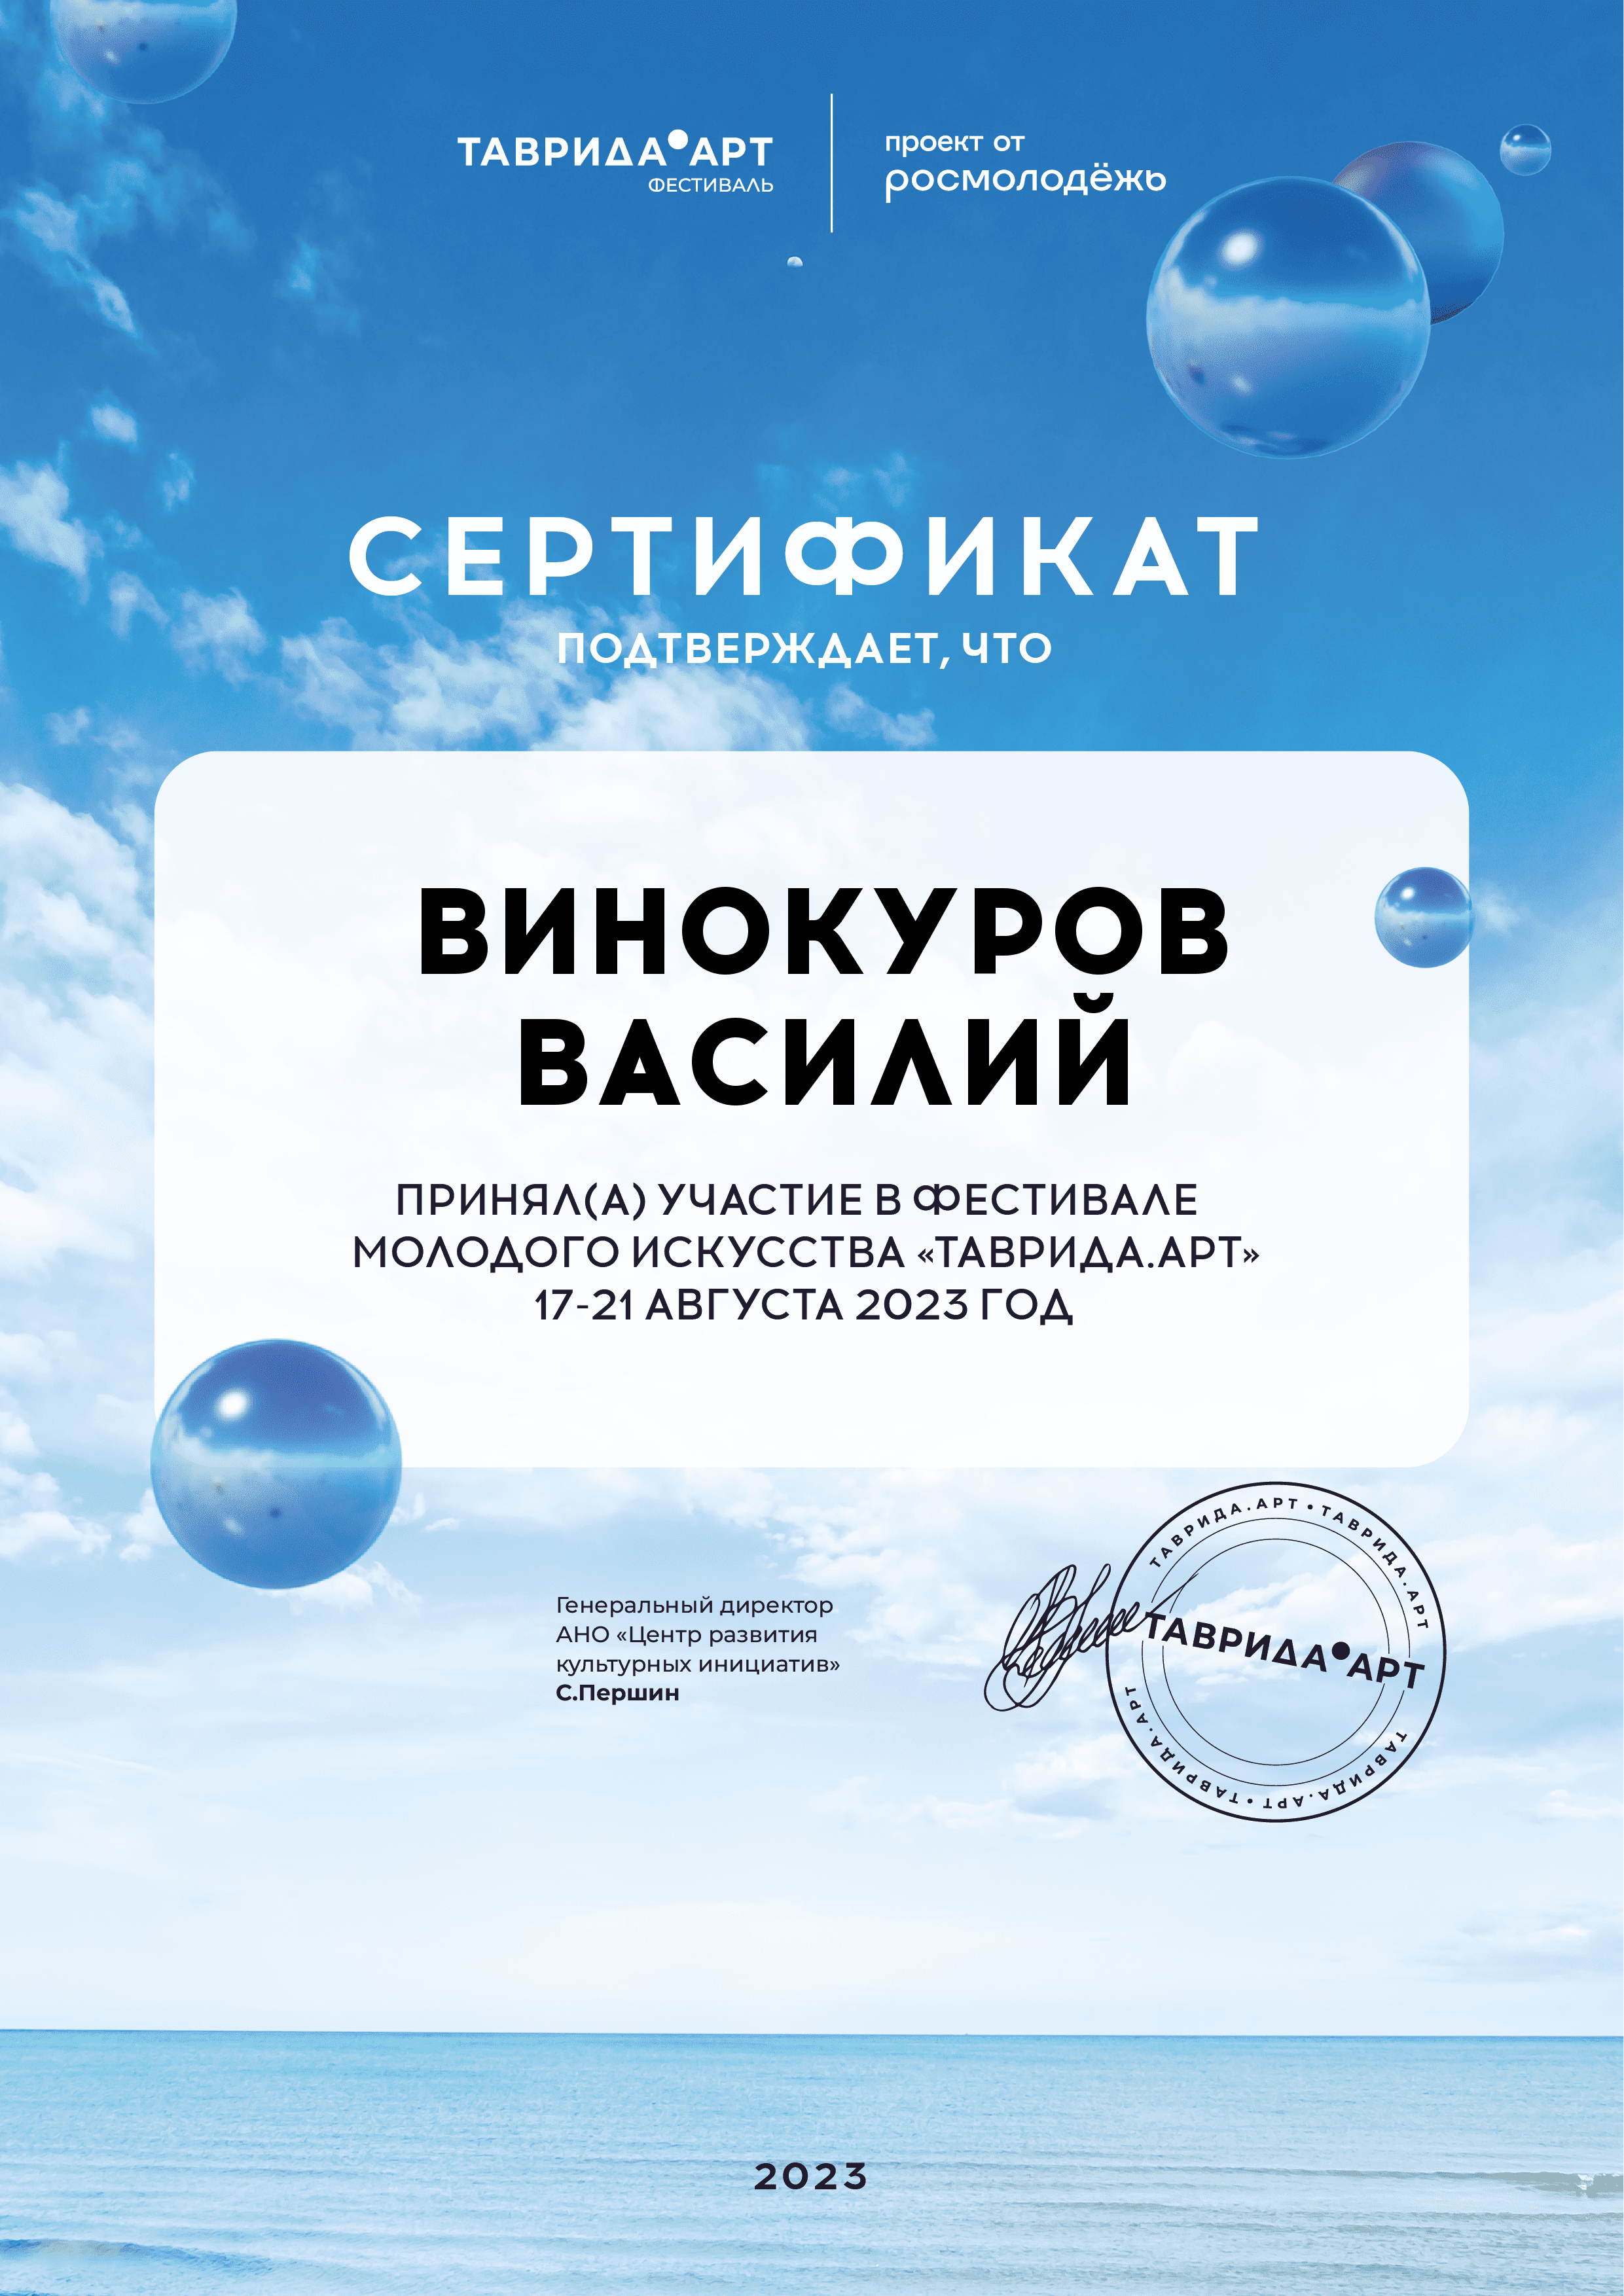 ТАВРИДА•АРТ
ФЕСТИВАЛЬ
проект от
росмолодёжь
СЕРТИФИКАТ
ПОДТВЕРЖДАЕТ, ЧТО
ВИНОКУРОВ
ВАСИЛИЙ
ПРИНЯЛ(А) УЧАСТИЕ В ФЕСТИВАЛЕ
МОЛОДОГО ИСКУССТВА «ТАВРИДА.АРТ»
17-21 АВГУСТА 2023 ГОД
Генеральный директор
АНО «Центр развития
культурных инициатив»
С.Першин
ТАВРИДА.АРТ • ТАВРИДА.АРТ
ТАВРИДА•АРТ
ТАВРИДА.АРТ • ТАВРИДА.АРТ
2023